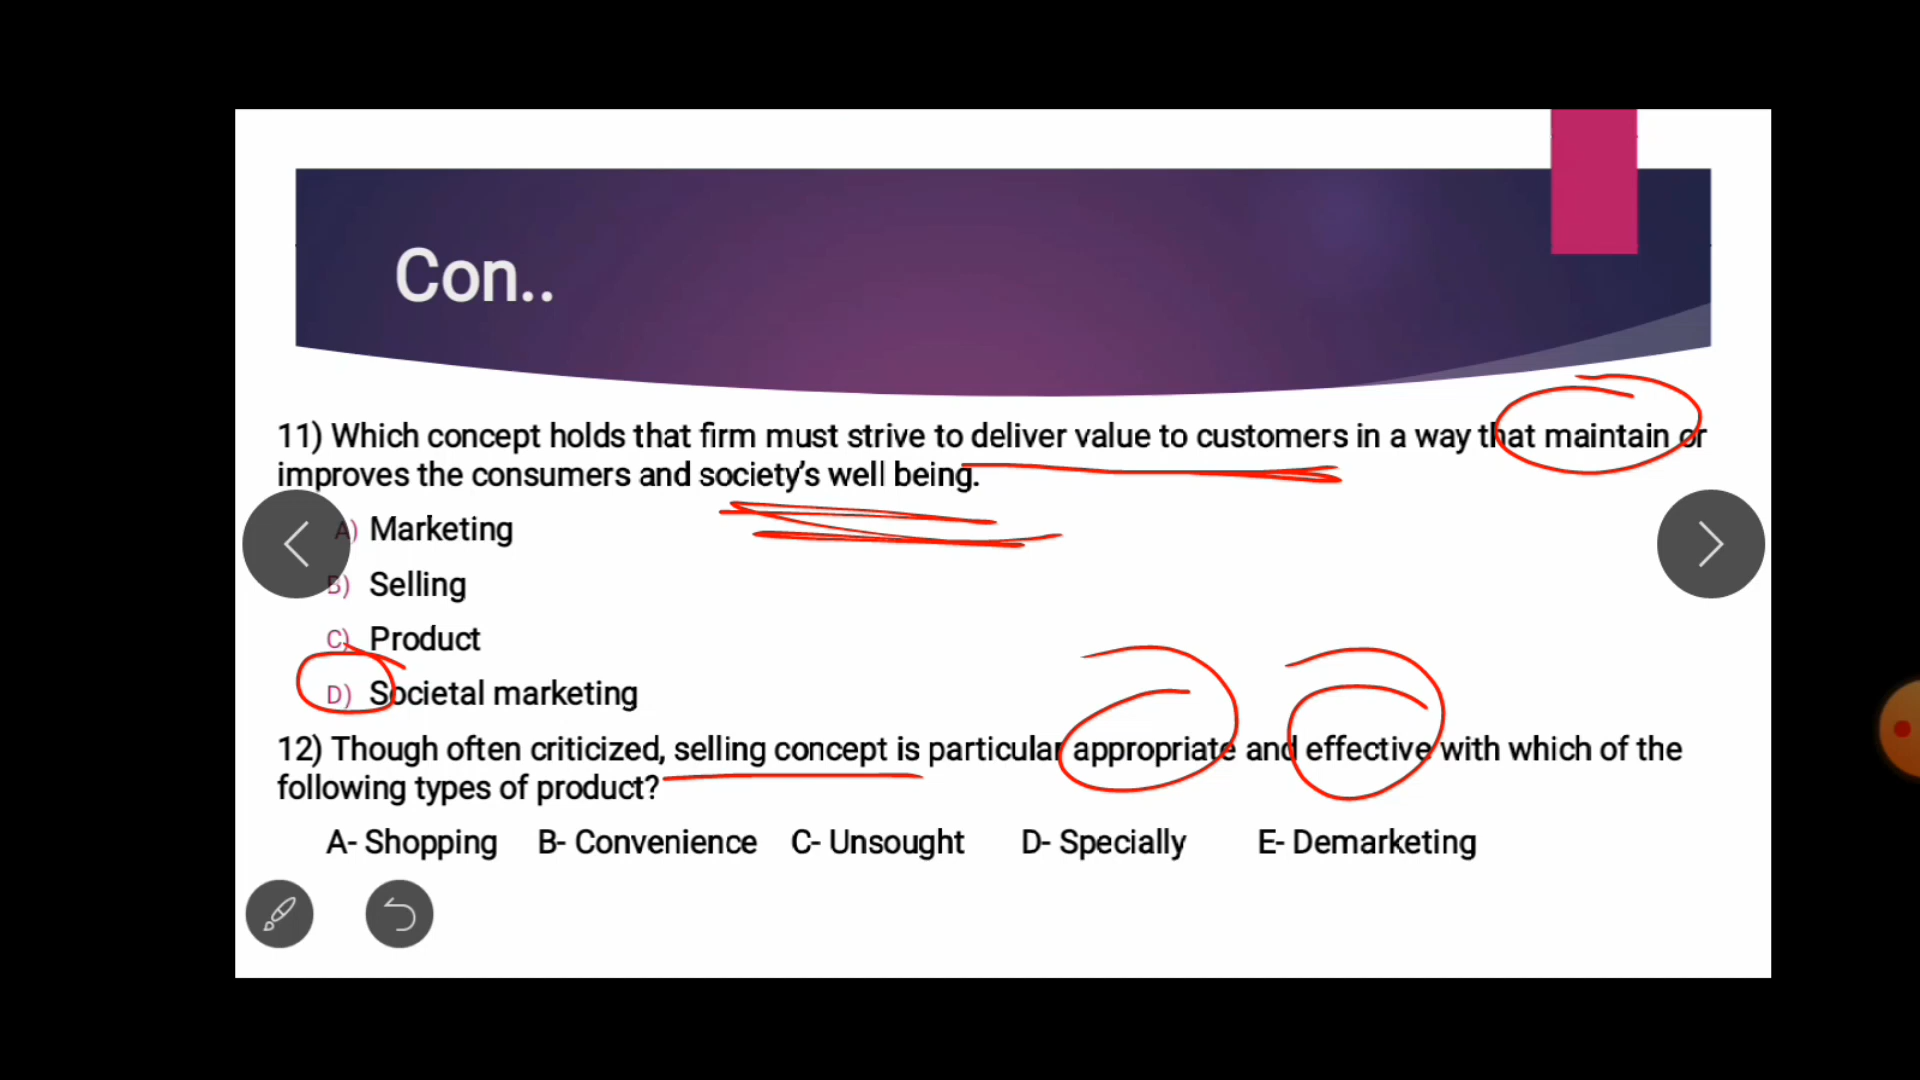 Con..
11) Which concept holds that firm must strive to deliver value to customers in a way that maintain or
improves the consumers and society's well being.
A) Marketing
B) Selling
C) Product
D) Societal marketing
12) Though often criticized, selling concept is particular appropriate and effective with which of the
following types of product?
A- Shopping B- Convenience C- Unsought D- Specially E- Demarketing